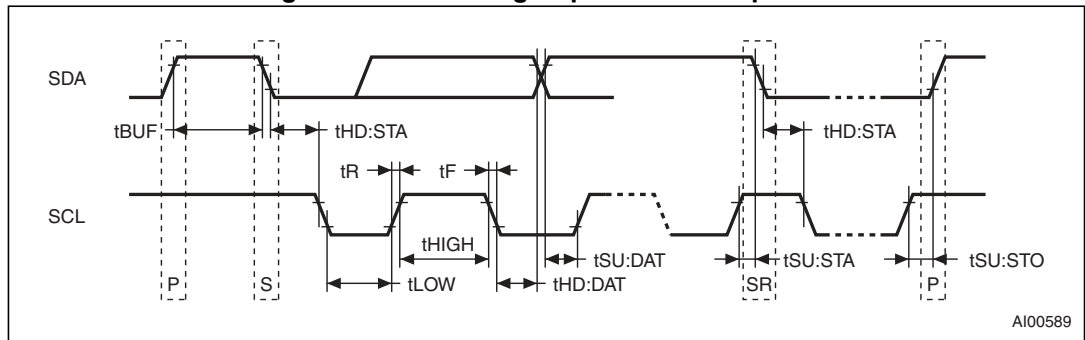 SDA
tBUF
tHD:STA
tHD:STA
tR
tF
SCL
tHIGH
tSU:DAT
tSU:STA
tSU:STO
P
S
tLOW
tHD:DAT
SR
P
AI00589